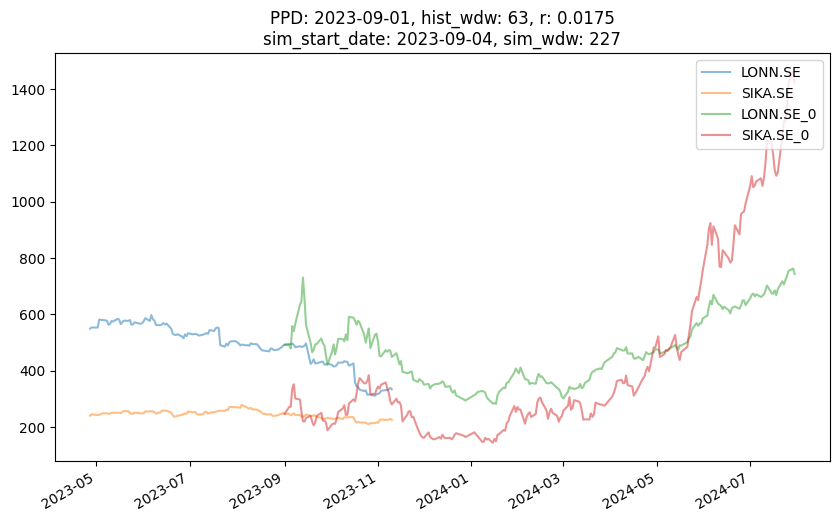 PPD: 2023-09-01, hist_wdw: 63, r: 0.0175
sim_start_date: 2023-09-04, sim_wdw: 227
LONN.SE
SIKA.SE
LONN.SE_0
SIKA.SE_0
1400
1200
1000
800
600
400
200
2023-05
2023-07
2023-09
2023-11
2024-01
2024-03
2024-05
2024-07